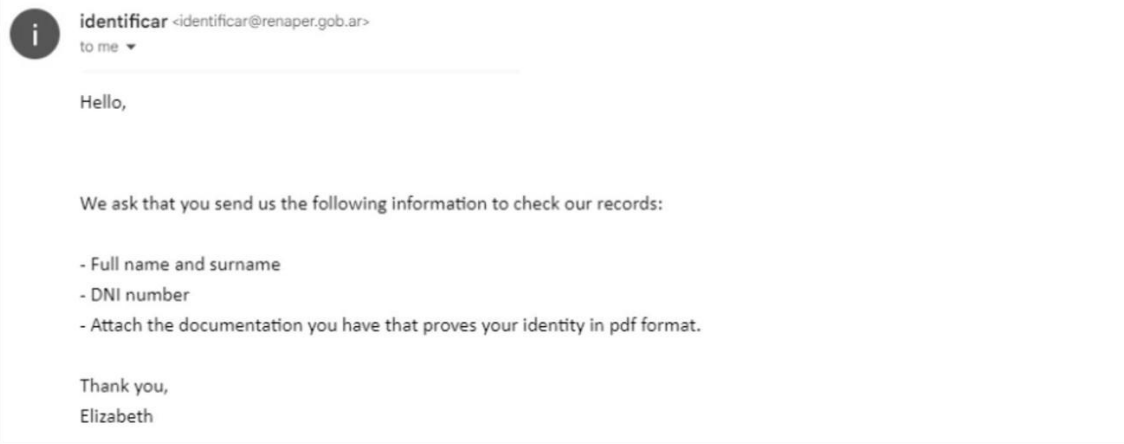 i
identificar <identificar@renaper.gob.ar>
to me
Hello,
We ask that you send us the following information to check our records:
- Full name and surname
- DNI number
- Attach the documentation you have that proves your identity in pdf format.
Thank you,
Elizabeth